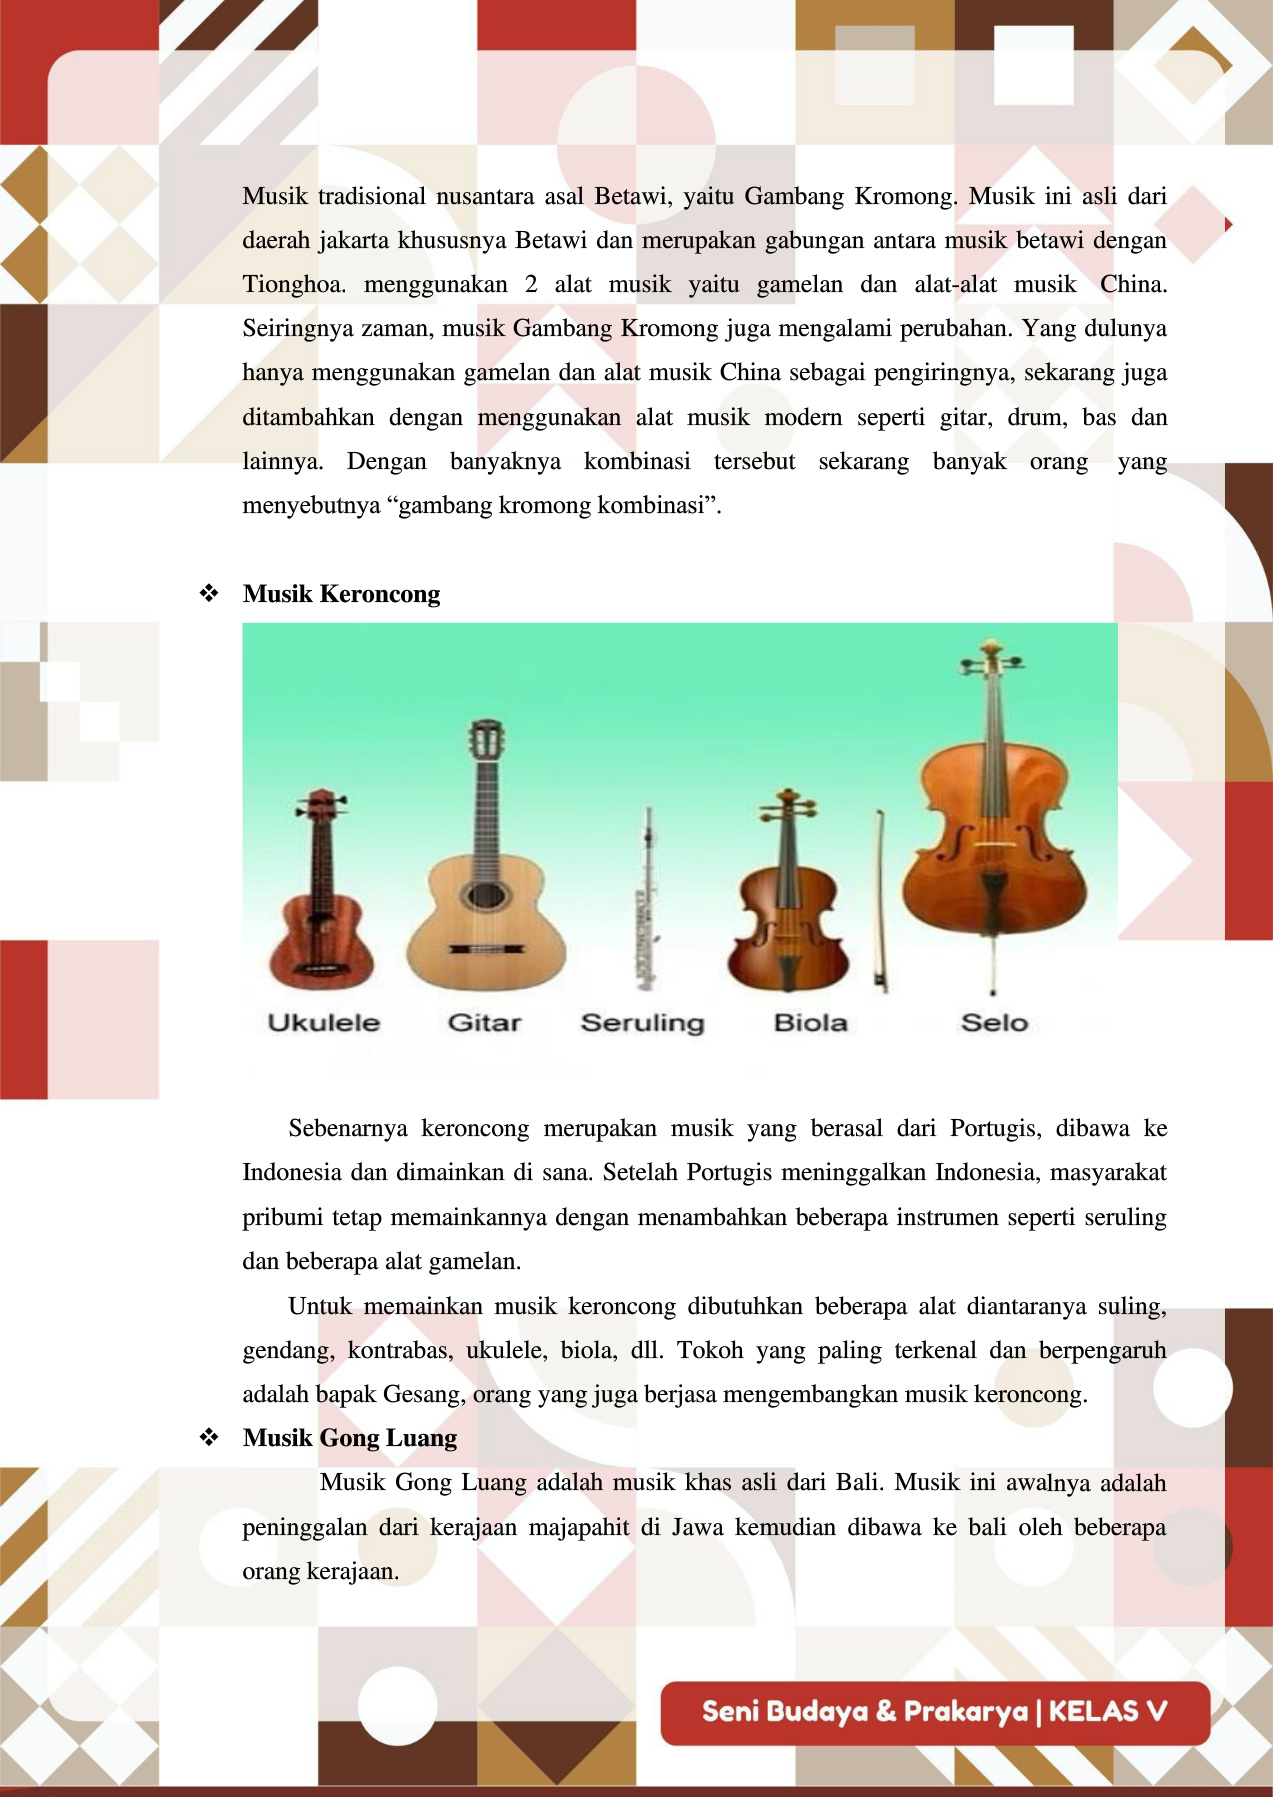 Musik tradisional nusantara asal Betawi, yaitu Gambang Kromong. Musik ini asli dari
daerah jakarta khususnya Betawi dan merupakan gabungan antara musik betawi dengan
Tionghoa. menggunakan 2 alat musik yaitu gamelan dan alat-alat musik China.
Seiringnya zaman, musik Gambang Kromong juga mengalami perubahan. Yang dulunya
hanya menggunakan gamelan dan alat musik China sebagai pengiringnya, sekarang juga
ditambahkan dengan menggunakan alat musik modern seperti gitar, drum, bas dan
lainnya. Dengan banyaknya kombinasi tersebut sekarang banyak orang yang
menyebutnya “gambang kromong kombinasi”.
❖ Musik Keroncong
Ukulele Gitar Seruling Biola Selo
Sebenarnya keroncong merupakan musik yang berasal dari Portugis, dibawa ke
Indonesia dan dimainkan di sana. Setelah Portugis meninggalkan Indonesia, masyarakat
pribumi tetap memainkannya dengan menambahkan beberapa instrumen seperti seruling
dan beberapa alat gamelan.
Untuk memainkan musik keroncong dibutuhkan beberapa alat diantaranya suling,
gendang, kontrabas, ukulele, biola, dll. Tokoh yang paling terkenal dan berpengaruh
adalah bapak Gesang, orang yang juga berjasa mengembangkan musik keroncong.
❖ Musik Gong Luang
Musik Gong Luang adalah musik khas asli dari Bali. Musik ini awalnya adalah
peninggalan dari kerajaan majapahit di Jawa kemudian dibawa ke bali oleh beberapa
orang kerajaan.
Seni Budaya & Prakarya | KELAS V